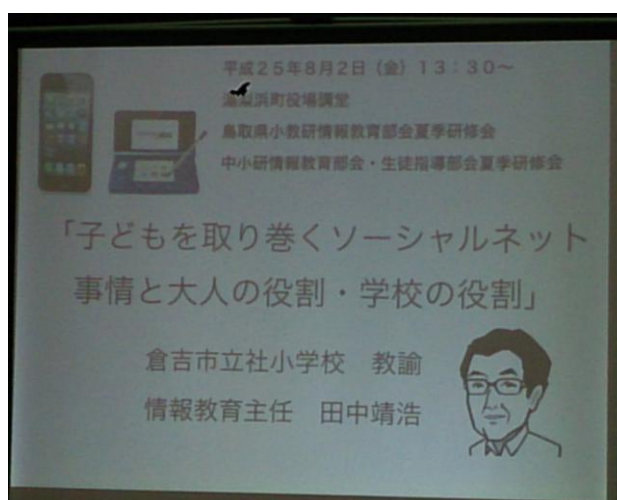 平成25年8月2日(金)13:30~
湯梨浜町役場講堂
鳥取県小教研情報教育部会夏季研修会
中小研情報教育部会・生徒指導部会夏季研修会
「子どもを取り巻くソーシャルネット
事情と大人の役割・学校の役割」
倉吉市立社小学校 教諭
情報教育主任 田中靖浩